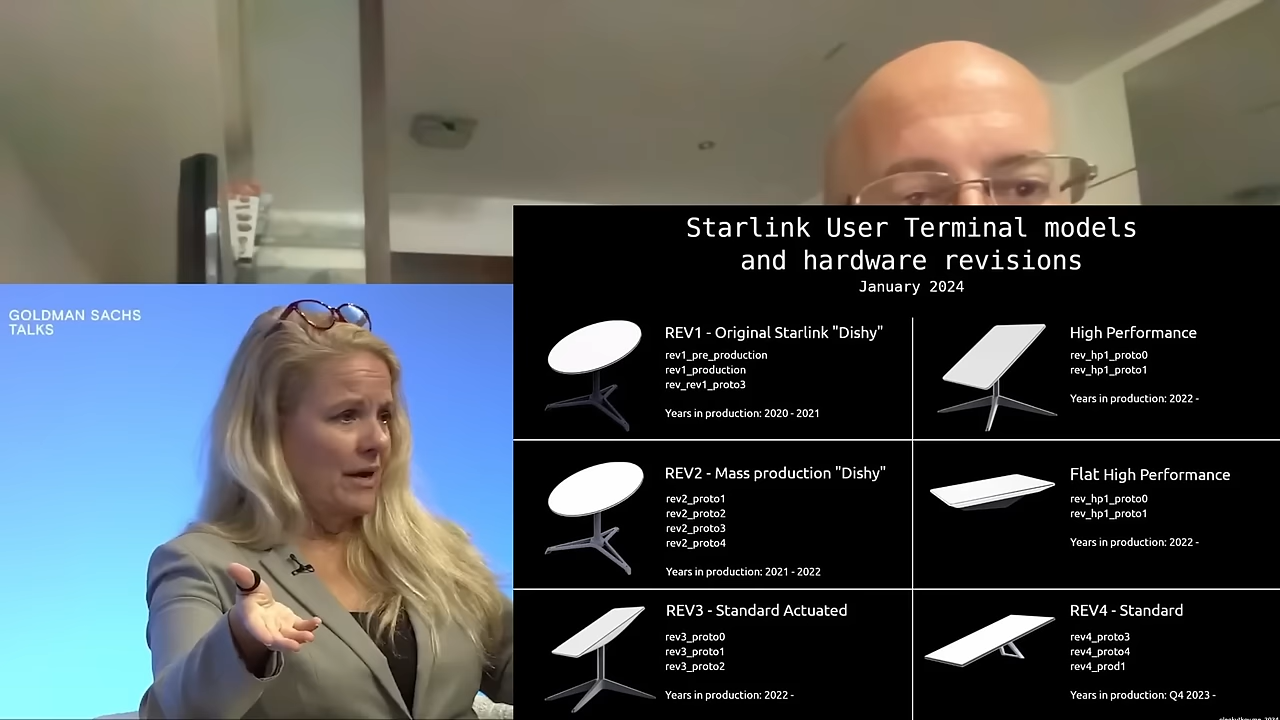 GOLDMAN SACHS
TALKS
Starlink User Terminal models
and hardware revisions
January 2024
REV1 - Original Starlink "Dishy"
rev1_pre_production
rev1_production
rev_rev1_proto3
Years in production: 2020 - 2021
High Performance
rev_hp1_proto0
rev_hp1_proto1
Years in production: 2022 -
REV2 - Mass production "Dishy"
rev2_proto1
rev2_proto2
rev2_proto3
rev2_proto4
Years in production: 2021 - 2022
Flat High Performance
rev_hp1_proto0
rev_hp1_proto1
Years in production: 2022 -
REV3 - Standard Actuated
rev3_proto0
rev3_proto1
rev3_proto2
Years in production: 2022 -
REV4 - Standard
rev4_proto3
rev4_proto4
rev4_prod1
Years in production: Q4 2023 -